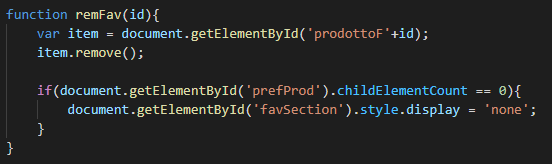 function remFav(id){
    var item = document.getElementById('prodottoF'+id);
    item.remove();

    if(document.getElementById('prefProd').childElementCount == 0){
        document.getElementById('favSection').style.display = 'none';
    }
}